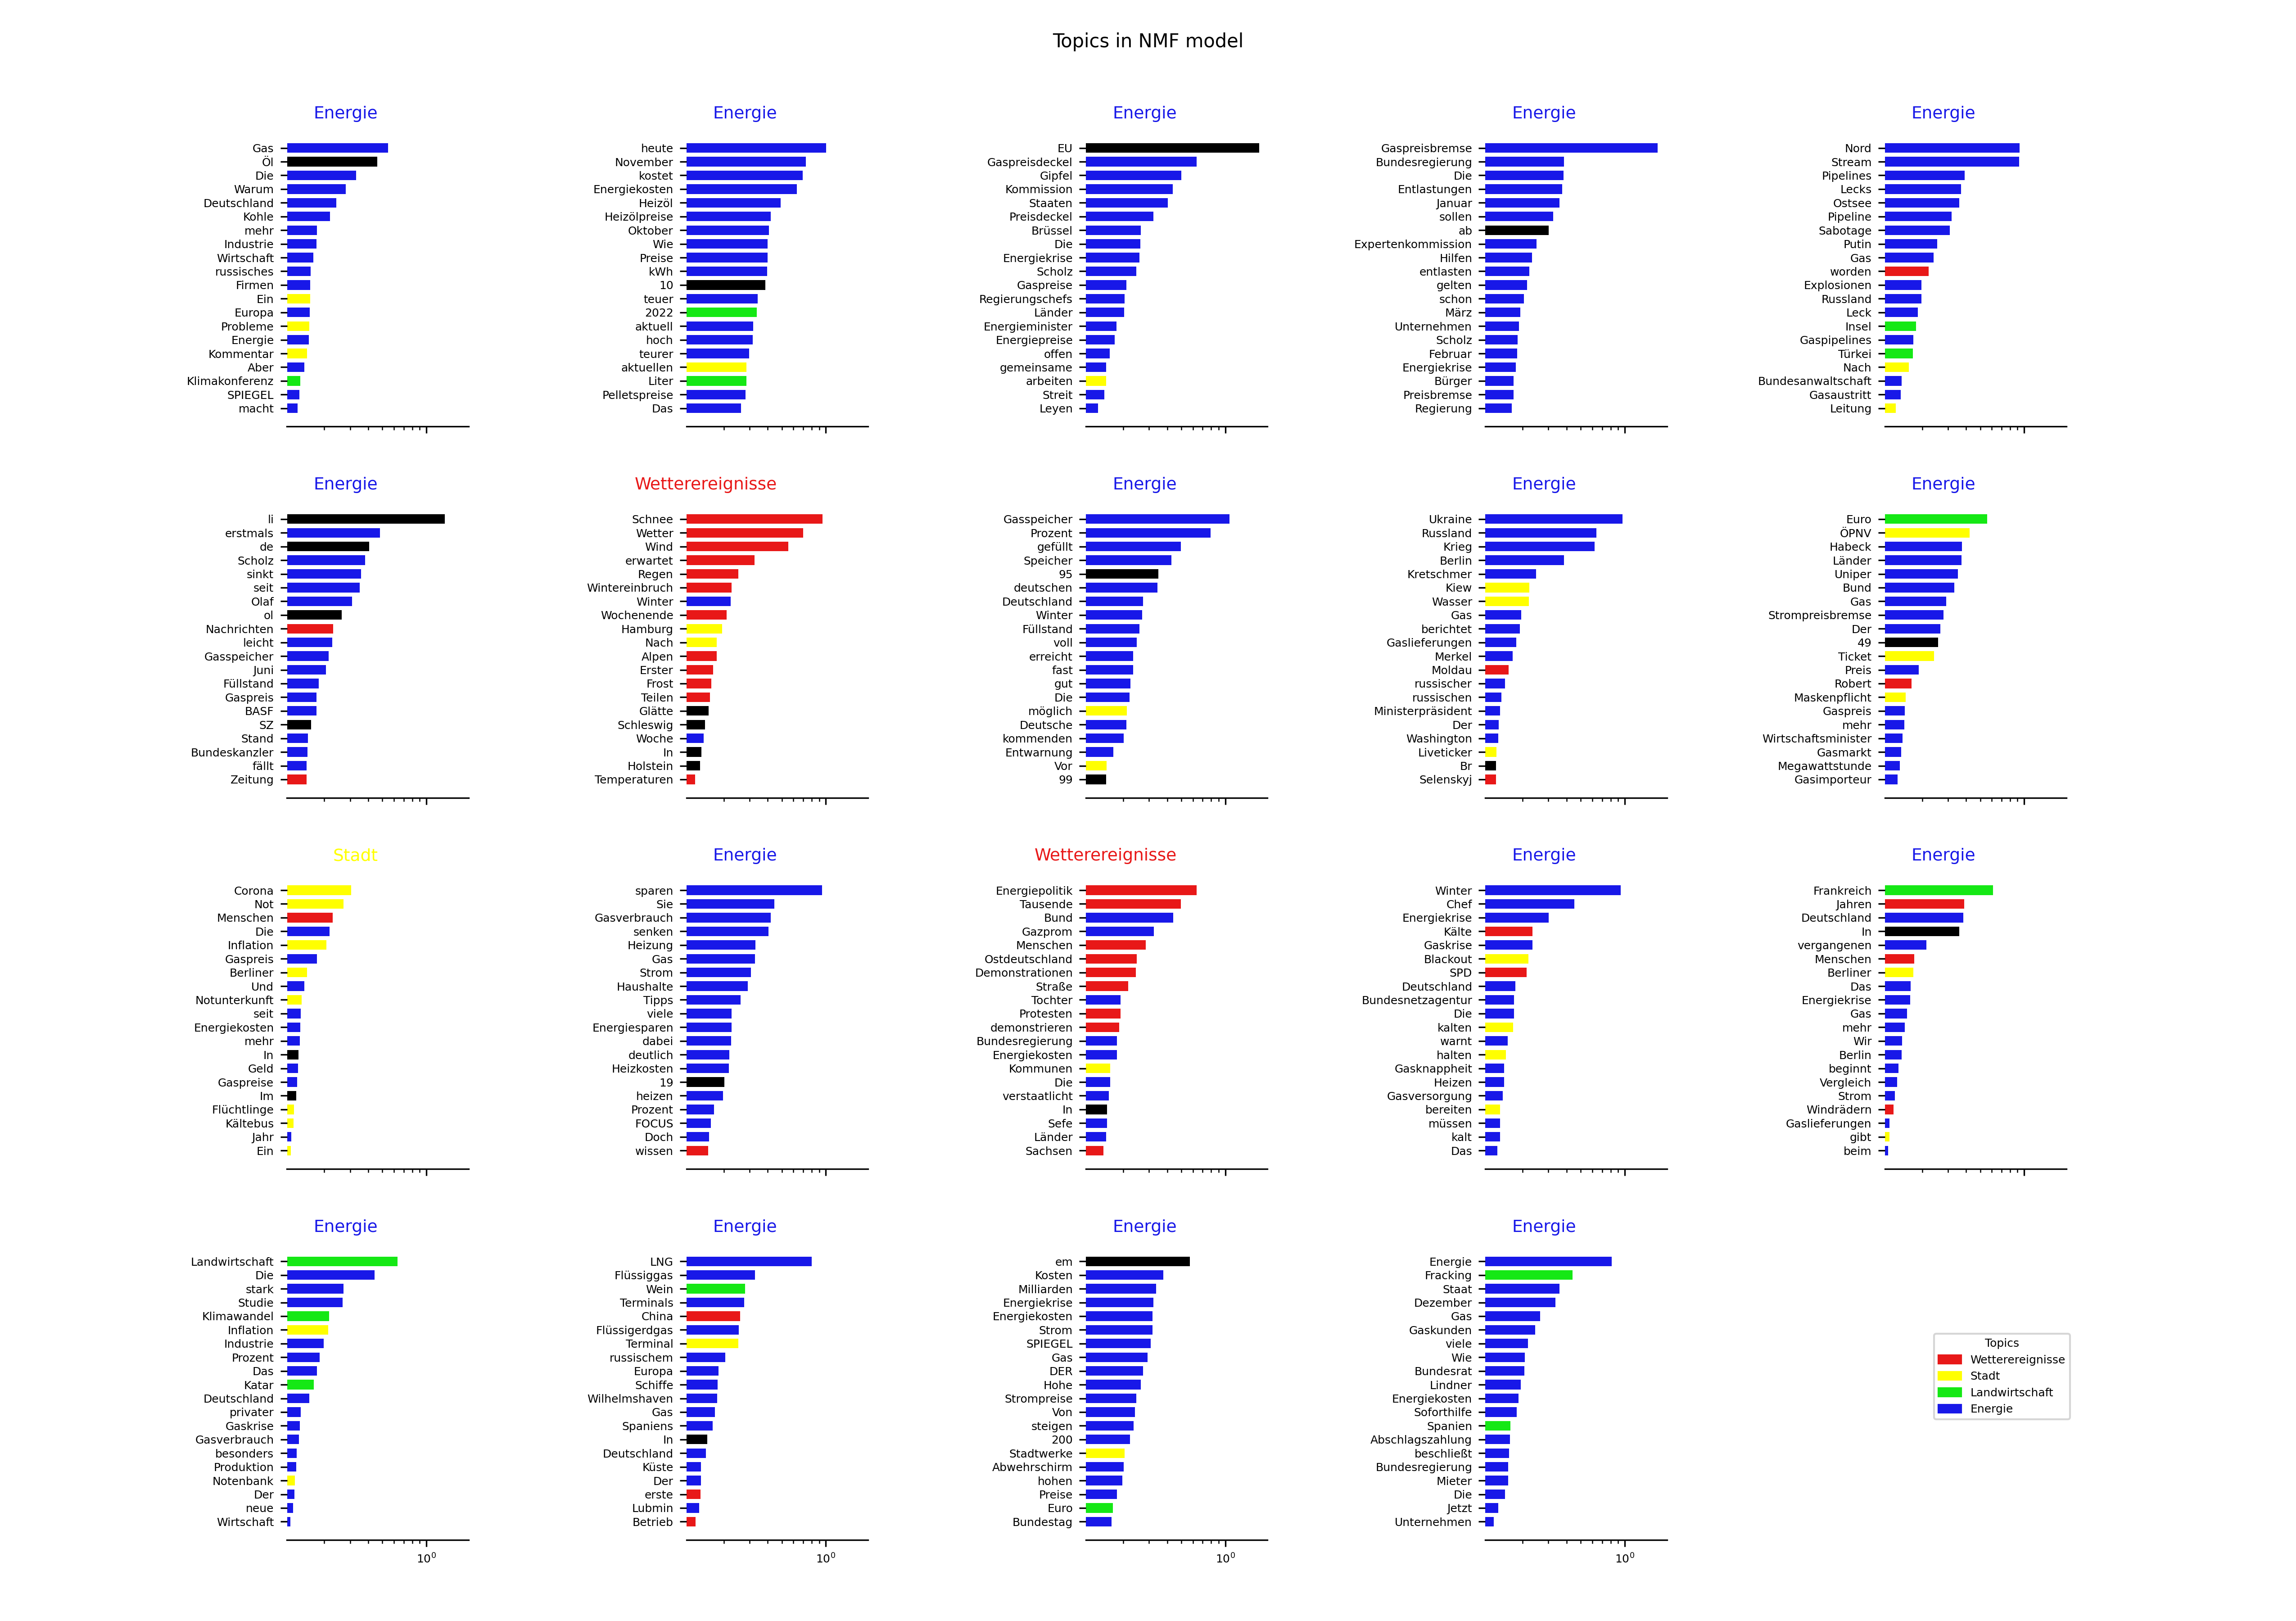 Topics in NMF model
Energie
Gas
Öl
Die
Warum
Deutschland
Kohle
mehr
Industrie
Wirtschaft
russisches
Firmen
Ein
Europa
Probleme
Energie
Kommentar
Aber
Klimakonferenz
SPIEGEL
macht
Energie
heute
November
kostet
Energiekosten
Heizöl
Heizölpreise
Oktober
Wie
Preise
kWh
10
teuer
2022
aktuell
hoch
teurer
aktuellen
Liter
Pelletspreise
Das
Energie
EU
Gaspreisdeckel
Gipfel
Kommission
Staaten
Preisdeckel
Brüssel
Die
Energiekrise
Scholz
Gaspreise
Regierungschefs
Länder
Energieminister
Energiepreise
offen
gemeinsame
arbeiten
Streit
Leyen
Energie
Gaspreisbremse
Bundesregierung
Die
Entlastungen
Januar
sollen
ab
Expertenkommission
Hilfen
entlasten
gelten
schon
März
Unternehmen
Scholz
Februar
Energiekrise
Bürger
Preisbremse
Regierung
Energie
Nord
Stream
Pipelines
Lecks
Ostsee
Pipeline
Sabotage
Putin
Gas
worden
Explosionen
Russland
Leck
Insel
Gaspipelines
Türkei
Nach
Bundesanwaltschaft
Gasaustritt
Leitung
Energie
li
erstmals
de
Scholz
sinkt
seit
Olaf
ol
Nachrichten
leicht
Gasspeicher
Juni
Füllstand
Gaspreis
BASF
SZ
Stand
Bundeskanzler
fällt
Zeitung
Wetterereignisse
Schnee
Wetter
Wind
erwartet
Regen
Wintereinbruch
Winter
Wochenende
Hamburg
Nach
Alpen
Erster
Frost
Teilen
Glätte
Schleswig
Woche
In
Holstein
Temperaturen
Energie
Gasspeicher
Prozent
gefüllt
Speicher
95
deutschen
Deutschland
Winter
Füllstand
voll
erreicht
fast
gut
Die
möglich
Deutsche
kommenden
Entwarnung
Vor
99
Energie
Ukraine
Russland
Krieg
Berlin
Kretschmer
Kiew
Wasser
Gas
berichtet
Gaslieferungen
Merkel
Moldau
russischer
russischen
Ministerpräsident
Der
Washington
Liveticker
Br
Selenskyj
Energie
Euro
ÖPNV
Habeck
Länder
Uniper
Bund
Gas
Strompreisbremse
Der
49
Ticket
Preis
Robert
Maskenpflicht
Gaspreis
mehr
Wirtschaftsminister
Gasmarkt
Megawattstunde
Gasimporteur
Stadt
Corona
Not
Menschen
Die
Inflation
Gaspreis
Berliner
Und
Notunterkunft
seit
Energiekosten
mehr
In
Geld
Gaspreise
Im
Flüchtlinge
Kältebus
Jahr
Ein
Energie
sparen
Sie
Gasverbrauch
senken
Heizung
Gas
Strom
Haushalte
Tipps
viele
Energiesparen
dabei
deutlich
Heizkosten
19
heizen
Prozent
FOCUS
Doch
wissen
Wetterereignisse
Energiepolitik
Tausende
Bund
Gazprom
Menschen
Ostdeutschland
Demonstrationen
Straße
Tochter
Protesten
demonstrieren
Bundesregierung
Energiekosten
Kommunen
Die
verstaatlicht
In
Sefe
Länder
Sachsen
Energie
Winter
Chef
Energiekrise
Kälte
Gaskrise
Blackout
SPD
Deutschland
Bundesnetzagentur
Die
kalten
warnt
halten
Gasknappheit
Heizen
Gasversorgung
bereiten
müssen
kalt
Das
Energie
Frankreich
Jahren
Deutschland
In
vergangenen
Menschen
Berliner
Das
Energiekrise
Gas
mehr
Wir
Berlin
beginnt
Vergleich
Strom
Windrädern
Gaslieferungen
gibt
beim
Energie
Landwirtschaft
Die
stark
Studie
Klimawandel
Inflation
Industrie
Prozent
Das
Katar
Deutschland
privater
Gaskrise
Gasverbrauch
besonders
Produktion
Notenbank
Der
neue
Wirtschaft
10⁰
Energie
LNG
Flüssiggas
Wein
Terminals
China
Flüssigerdgas
Terminal
russischem
Europa
Schiffe
Wilhelmshaven
Gas
Spaniens
In
Deutschland
Küste
Der
erste
Lubmin
Betrieb
10⁰
Energie
em
Kosten
Milliarden
Energiekrise
Energiekosten
Strom
SPIEGEL
Gas
DER
Hohe
Strompreise
Von
steigen
200
Stadtwerke
Abwehrschirm
hohen
Preise
Euro
Bundestag
10⁰
Energie
Energie
Fracking
Staat
Dezember
Gas
Gaskunden
viele
Wie
Bundesrat
Lindner
Energiekosten
Soforthilfe
Spanien
Abschlagszahlung
beschließt
Bundesregierung
Mieter
Die
Jetzt
Unternehmen
10⁰
Topics
Wetterereignisse
Stadt
Landwirtschaft
Energie